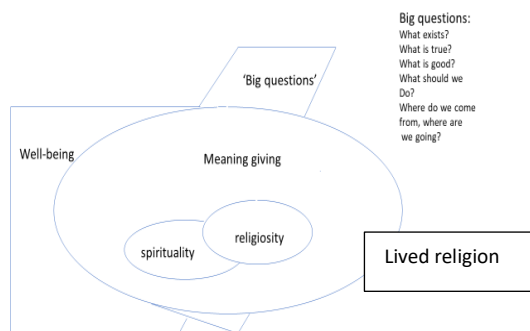 Big questions:
What exists?
What is true?
What is good?
What should we
Do?
Where do we come
from, where are
we going?
'Big questions'
Well-being
Meaning giving
religiosity
spirituality
Lived religion